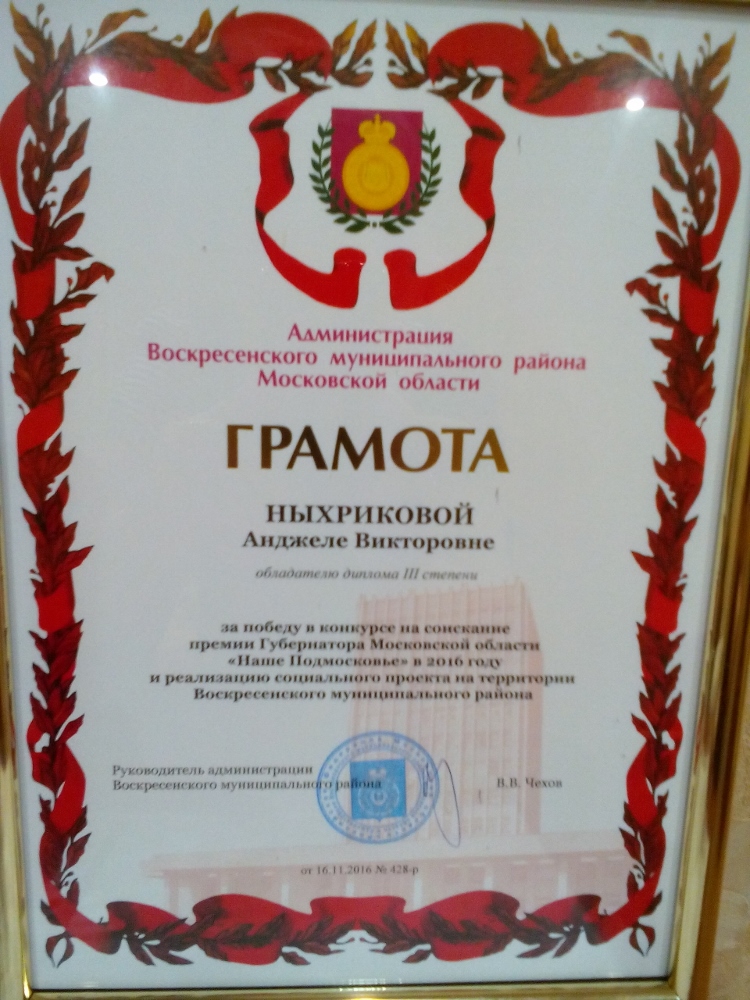 Администрация
Воскресенского муниципального района
Московской области
ГРАМОТА
НЫХРИКОВОЙ
Анджеле Викторовне
обладателю диплома III степени
за победу в конкурсе на соискание
премии Губернатора Московской области
«Наше Подмосковье» в 2016 году
и реализацию социального проекта на территории
Воскресенского муниципального района
Руководитель администрации
Воскресенского муниципального района
В.В. Чехов
от 16.11.2016 № 428-р